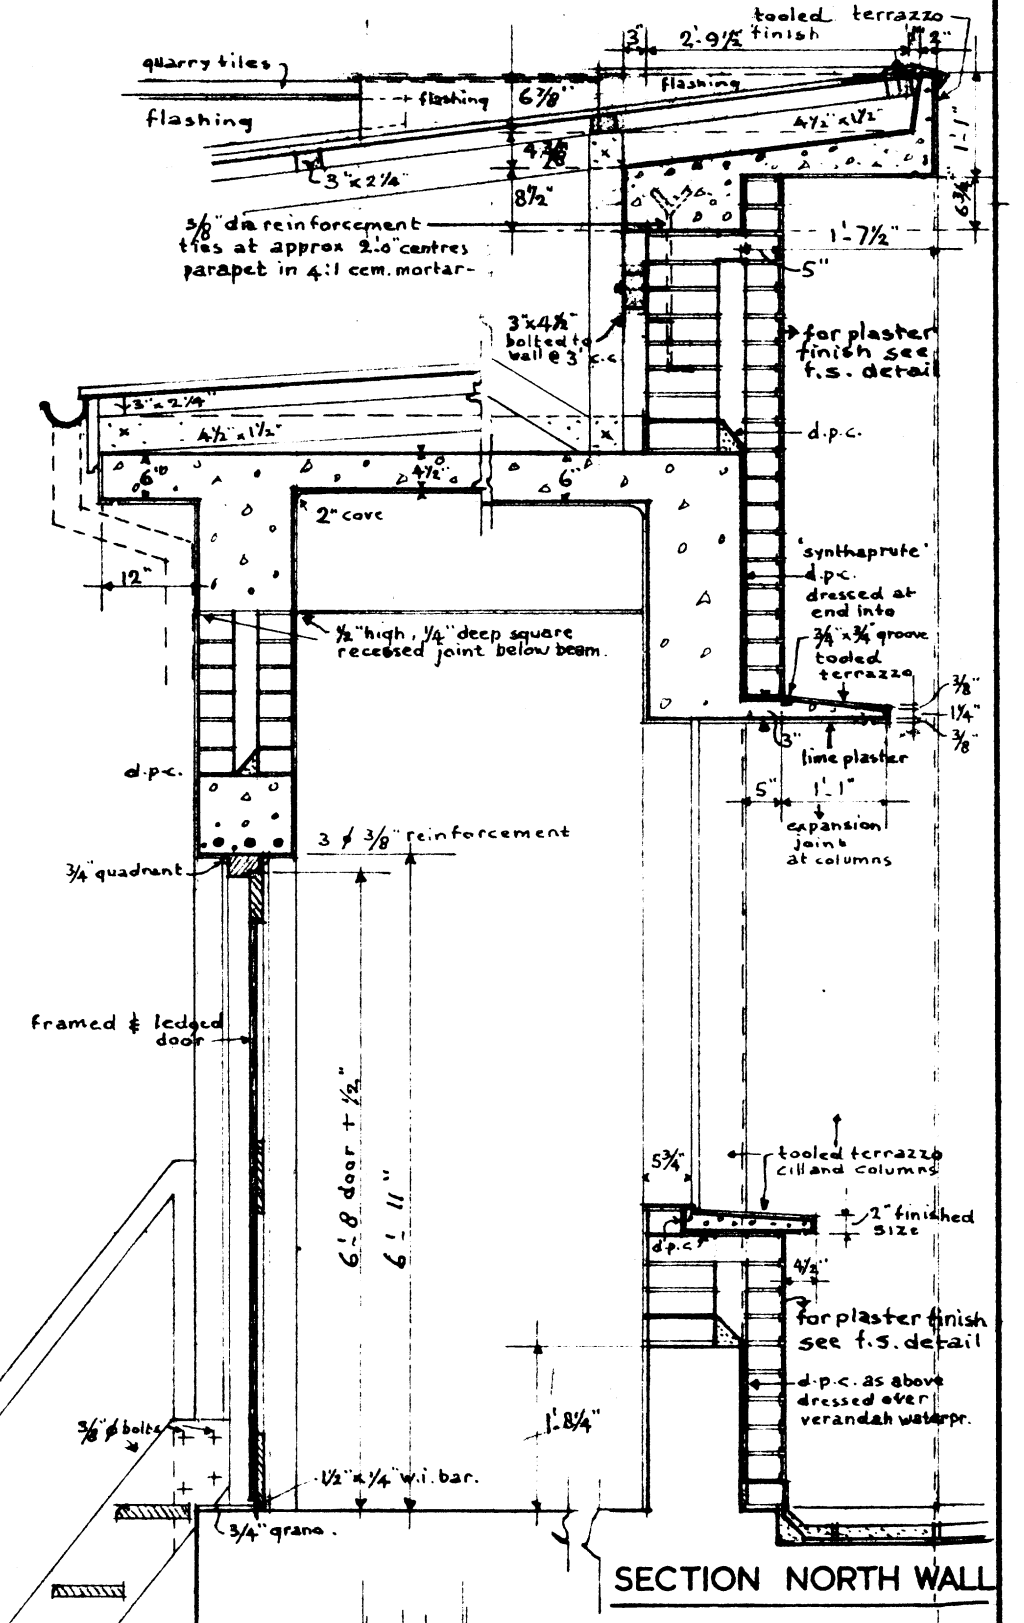 tooled terrazzo
finish
3"
2'-9½"
2"
quarry tiles
flashing
flashing
flashing
6⅞"
4½"x1½"
1'-1"
3"x2¼"
8½"
6¾"
⅜" dia reinforcement
ties at approx 2'.0" centres
parapet in 4:1 cem. mortar-
1'-7½"
5"
3"x4½"
bolted to
wall @ 3' c.c
for plaster
finish see
f.s. detail
3"x2¼"
4½"x1½"
d.p.c.
6"
4½"
6"
2" cove
12"
'synthaprufe'
d.p.c.
dressed at
end into
¾"x¾" groove
tooled
terrazzo
½" high, ¼" deep square
recessed joint below beam.
⅜"
1¼"
⅜"
3"
lime plaster
d.p.c.
5"
1'-1"
expansion
joint
at columns
3 ϕ ⅜" reinforcement
¾" quadrant
framed & ledged
door
6'-8 door + ½"
6'-11"
5¾"
tooled terrazzo
cill and columns
2" finished
size
d.p.c
4½"
for plaster finish
see f.s. detail
d.p.c. as above
dressed over
verandah waterpr.
1'-8¼"
⅜" ϕ bolts
1½" x ¼" w.i. bar.
3/4" grano.
SECTION NORTH WALL